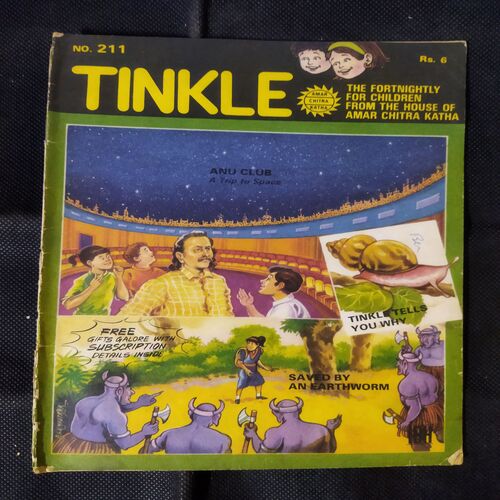 NO. 211
Rs. 6
TINKLE
AMAR
CHITRA
KATHA
THE FORTNIGHTLY
FOR CHILDREN
FROM THE HOUSE OF
AMAR CHITRA KATHA
ANU CLUB
A Trip to Space
TINKLE TELLS
YOU WHY
FREE
GIFTS GALORE WITH
SUBSCRIPTION
DETAILS INSIDE
SAVED BY
AN EARTHWORM